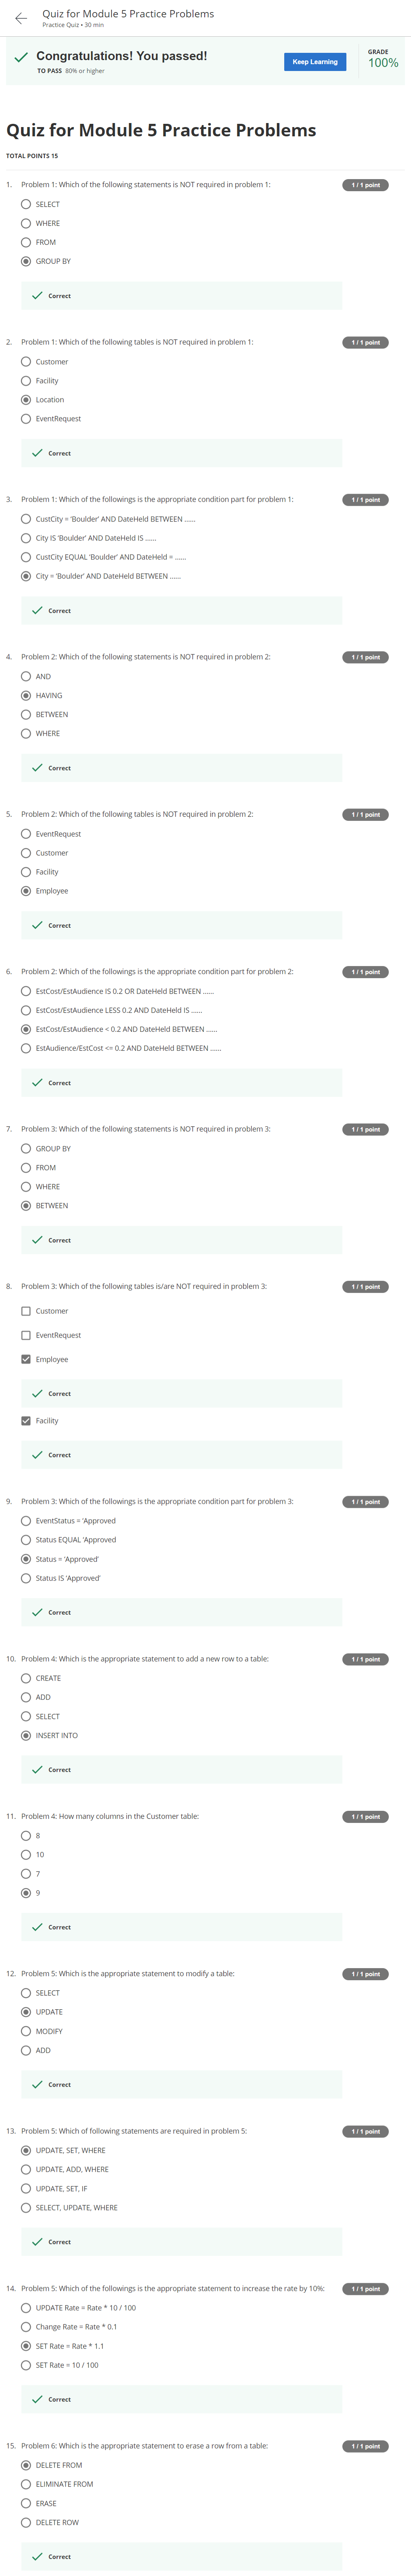 Quiz for Module 5 Practice Problems
Practice Quiz • 30 min
Congratulations! You passed!
TO PASS 80% or higher
Keep Learning
GRADE
100%
Quiz for Module 5 Practice Problems
TOTAL POINTS 15
1. Problem 1: Which of the following statements is NOT required in problem 1:
1 / 1 point
SELECT
WHERE
FROM
GROUP BY
Correct
2. Problem 1: Which of the following tables is NOT required in problem 1:
1 / 1 point
Customer
Facility
Location
EventRequest
Correct
3. Problem 1: Which of the followings is the appropriate condition part for problem 1:
1 / 1 point
CustCity = 'Boulder' AND DateHeld BETWEEN ......
City IS 'Boulder' AND DateHeld IS ......
CustCity EQUAL 'Boulder' AND DateHeld = ......
City = 'Boulder' AND DateHeld BETWEEN ......
Correct
4. Problem 2: Which of the following statements is NOT required in problem 2:
1 / 1 point
AND
HAVING
BETWEEN
WHERE
Correct
5. Problem 2: Which of the following tables is NOT required in problem 2:
1 / 1 point
EventRequest
Customer
Facility
Employee
Correct
6. Problem 2: Which of the followings is the appropriate condition part for problem 2:
1 / 1 point
EstCost/EstAudience IS 0.2 OR DateHeld BETWEEN ......
EstCost/EstAudience LESS 0.2 AND DateHeld IS ......
EstCost/EstAudience < 0.2 AND DateHeld BETWEEN ......
EstAudience/EstCost <= 0.2 AND DateHeld BETWEEN ......
Correct
7. Problem 3: Which of the following statements is NOT required in problem 3:
1 / 1 point
GROUP BY
FROM
WHERE
BETWEEN
Correct
8. Problem 3: Which of the following tables is/are NOT required in problem 3:
1 / 1 point
Customer
EventRequest
Employee
Correct
Facility
Correct
9. Problem 3: Which of the followings is the appropriate condition part for problem 3:
1 / 1 point
EventStatus = 'Approved
Status EQUAL 'Approved
Status = 'Approved'
Status IS 'Approved'
Correct
10. Problem 4: Which is the appropriate statement to add a new row to a table:
1 / 1 point
CREATE
ADD
SELECT
INSERT INTO
Correct
11. Problem 4: How many columns in the Customer table:
1 / 1 point
8
10
7
9
Correct
12. Problem 5: Which is the appropriate statement to modify a table:
1 / 1 point
SELECT
UPDATE
MODIFY
ADD
Correct
13. Problem 5: Which of following statements are required in problem 5:
1 / 1 point
UPDATE, SET, WHERE
UPDATE, ADD, WHERE
UPDATE, SET, IF
SELECT, UPDATE, WHERE
Correct
14. Problem 5: Which of the followings is the appropriate statement to increase the rate by 10%:
1 / 1 point
UPDATE Rate = Rate * 10 / 100
Change Rate = Rate * 0.1
SET Rate = Rate * 1.1
SET Rate = 10 / 100
Correct
15. Problem 6: Which is the appropriate statement to erase a row from a table:
1 / 1 point
DELETE FROM
ELIMINATE FROM
ERASE
DELETE ROW
Correct